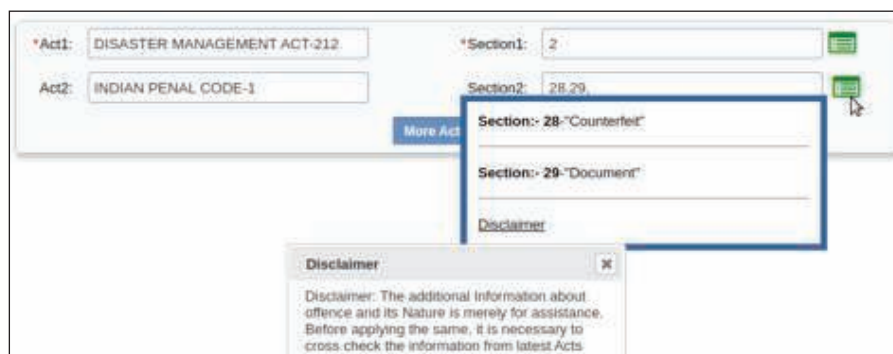 *Act1: DISASTER MANAGEMENT ACT-212 *Section1: 2
Act2: INDIAN PENAL CODE-1 Section2: 28,29,
More Act
Section:- 28-"Counterfeit"
Section:- 29-"Document"
Disclaimer
Disclaimer
Disclaimer: The additional Information about
offence and its Nature is merely for assistance.
Before applying the same, it is necessary to
cross check the information from latest Acts